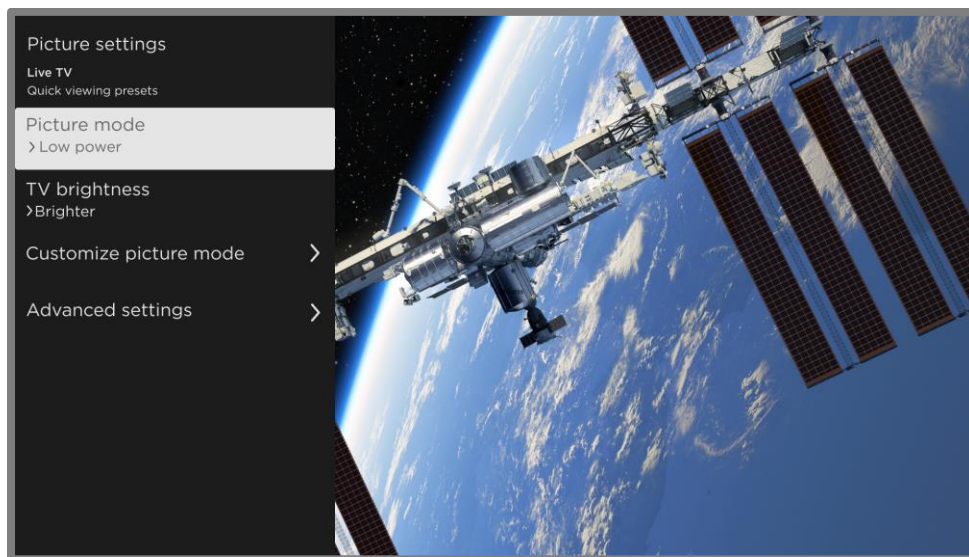 Picture settings
Live TV
Quick viewing presets
Picture mode
> Low power
TV brightness
> Brighter
Customize picture mode >
Advanced settings >